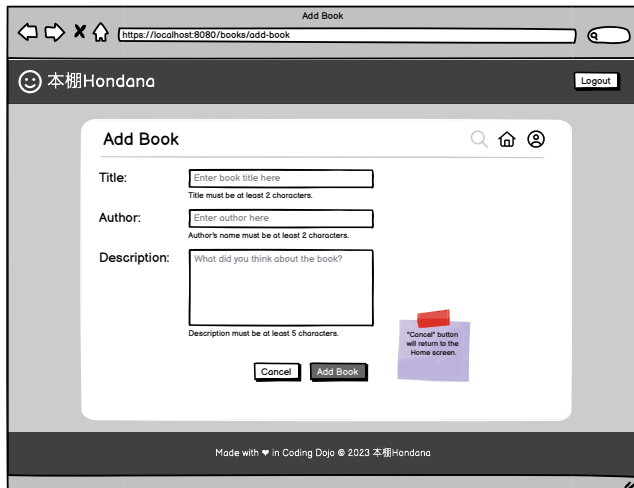 Add Book
https://localhost:8080/books/add-book
本棚Hondana
Logout
Add Book
Title:
Enter book title here
Title must be at least 2 characters.
Author:
Enter author here
Author's name must be at least 2 characters.
Description:
What did you think about the book?
Description must be at least 5 characters.
"Cancel" button
will return to the
Home screen.
Cancel
Add Book
Made with ❤ in Coding Dojo © 2023 本棚Hondana